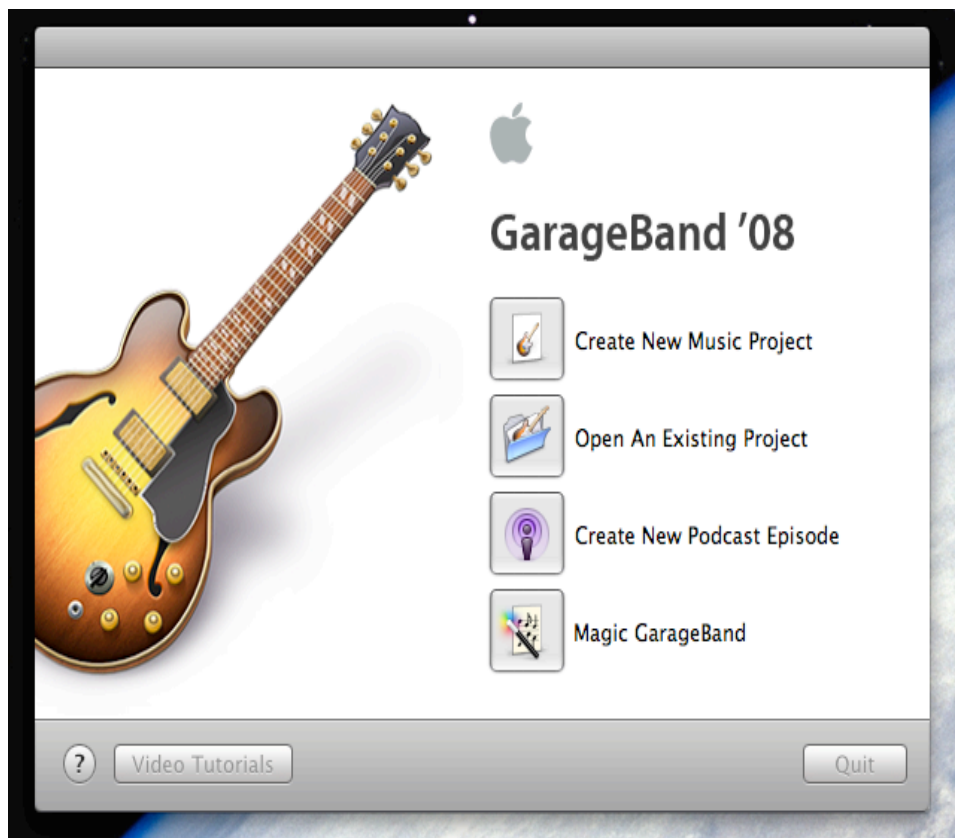 GarageBand ’08
Create New Music Project
Open An Existing Project
Create New Podcast Episode
Magic GarageBand
? Video Tutorials Quit